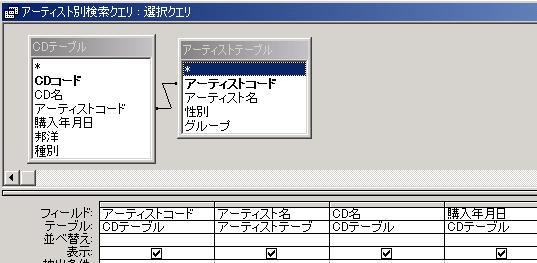 アーティスト別検索クエリ : 選択クエリ
CDテーブル
*
CDコード
CD名
アーティストコード
購入年月日
邦洋
種別
アーティストテーブル
*
アーティストコード
アーティスト名
性別
グループ
フィールド: アーティストコード アーティスト名 CD名 購入年月日
テーブル: CDテーブル アーティストテーブ CDテーブル CDテーブル
並べ替え:
表示:
抽出条件: